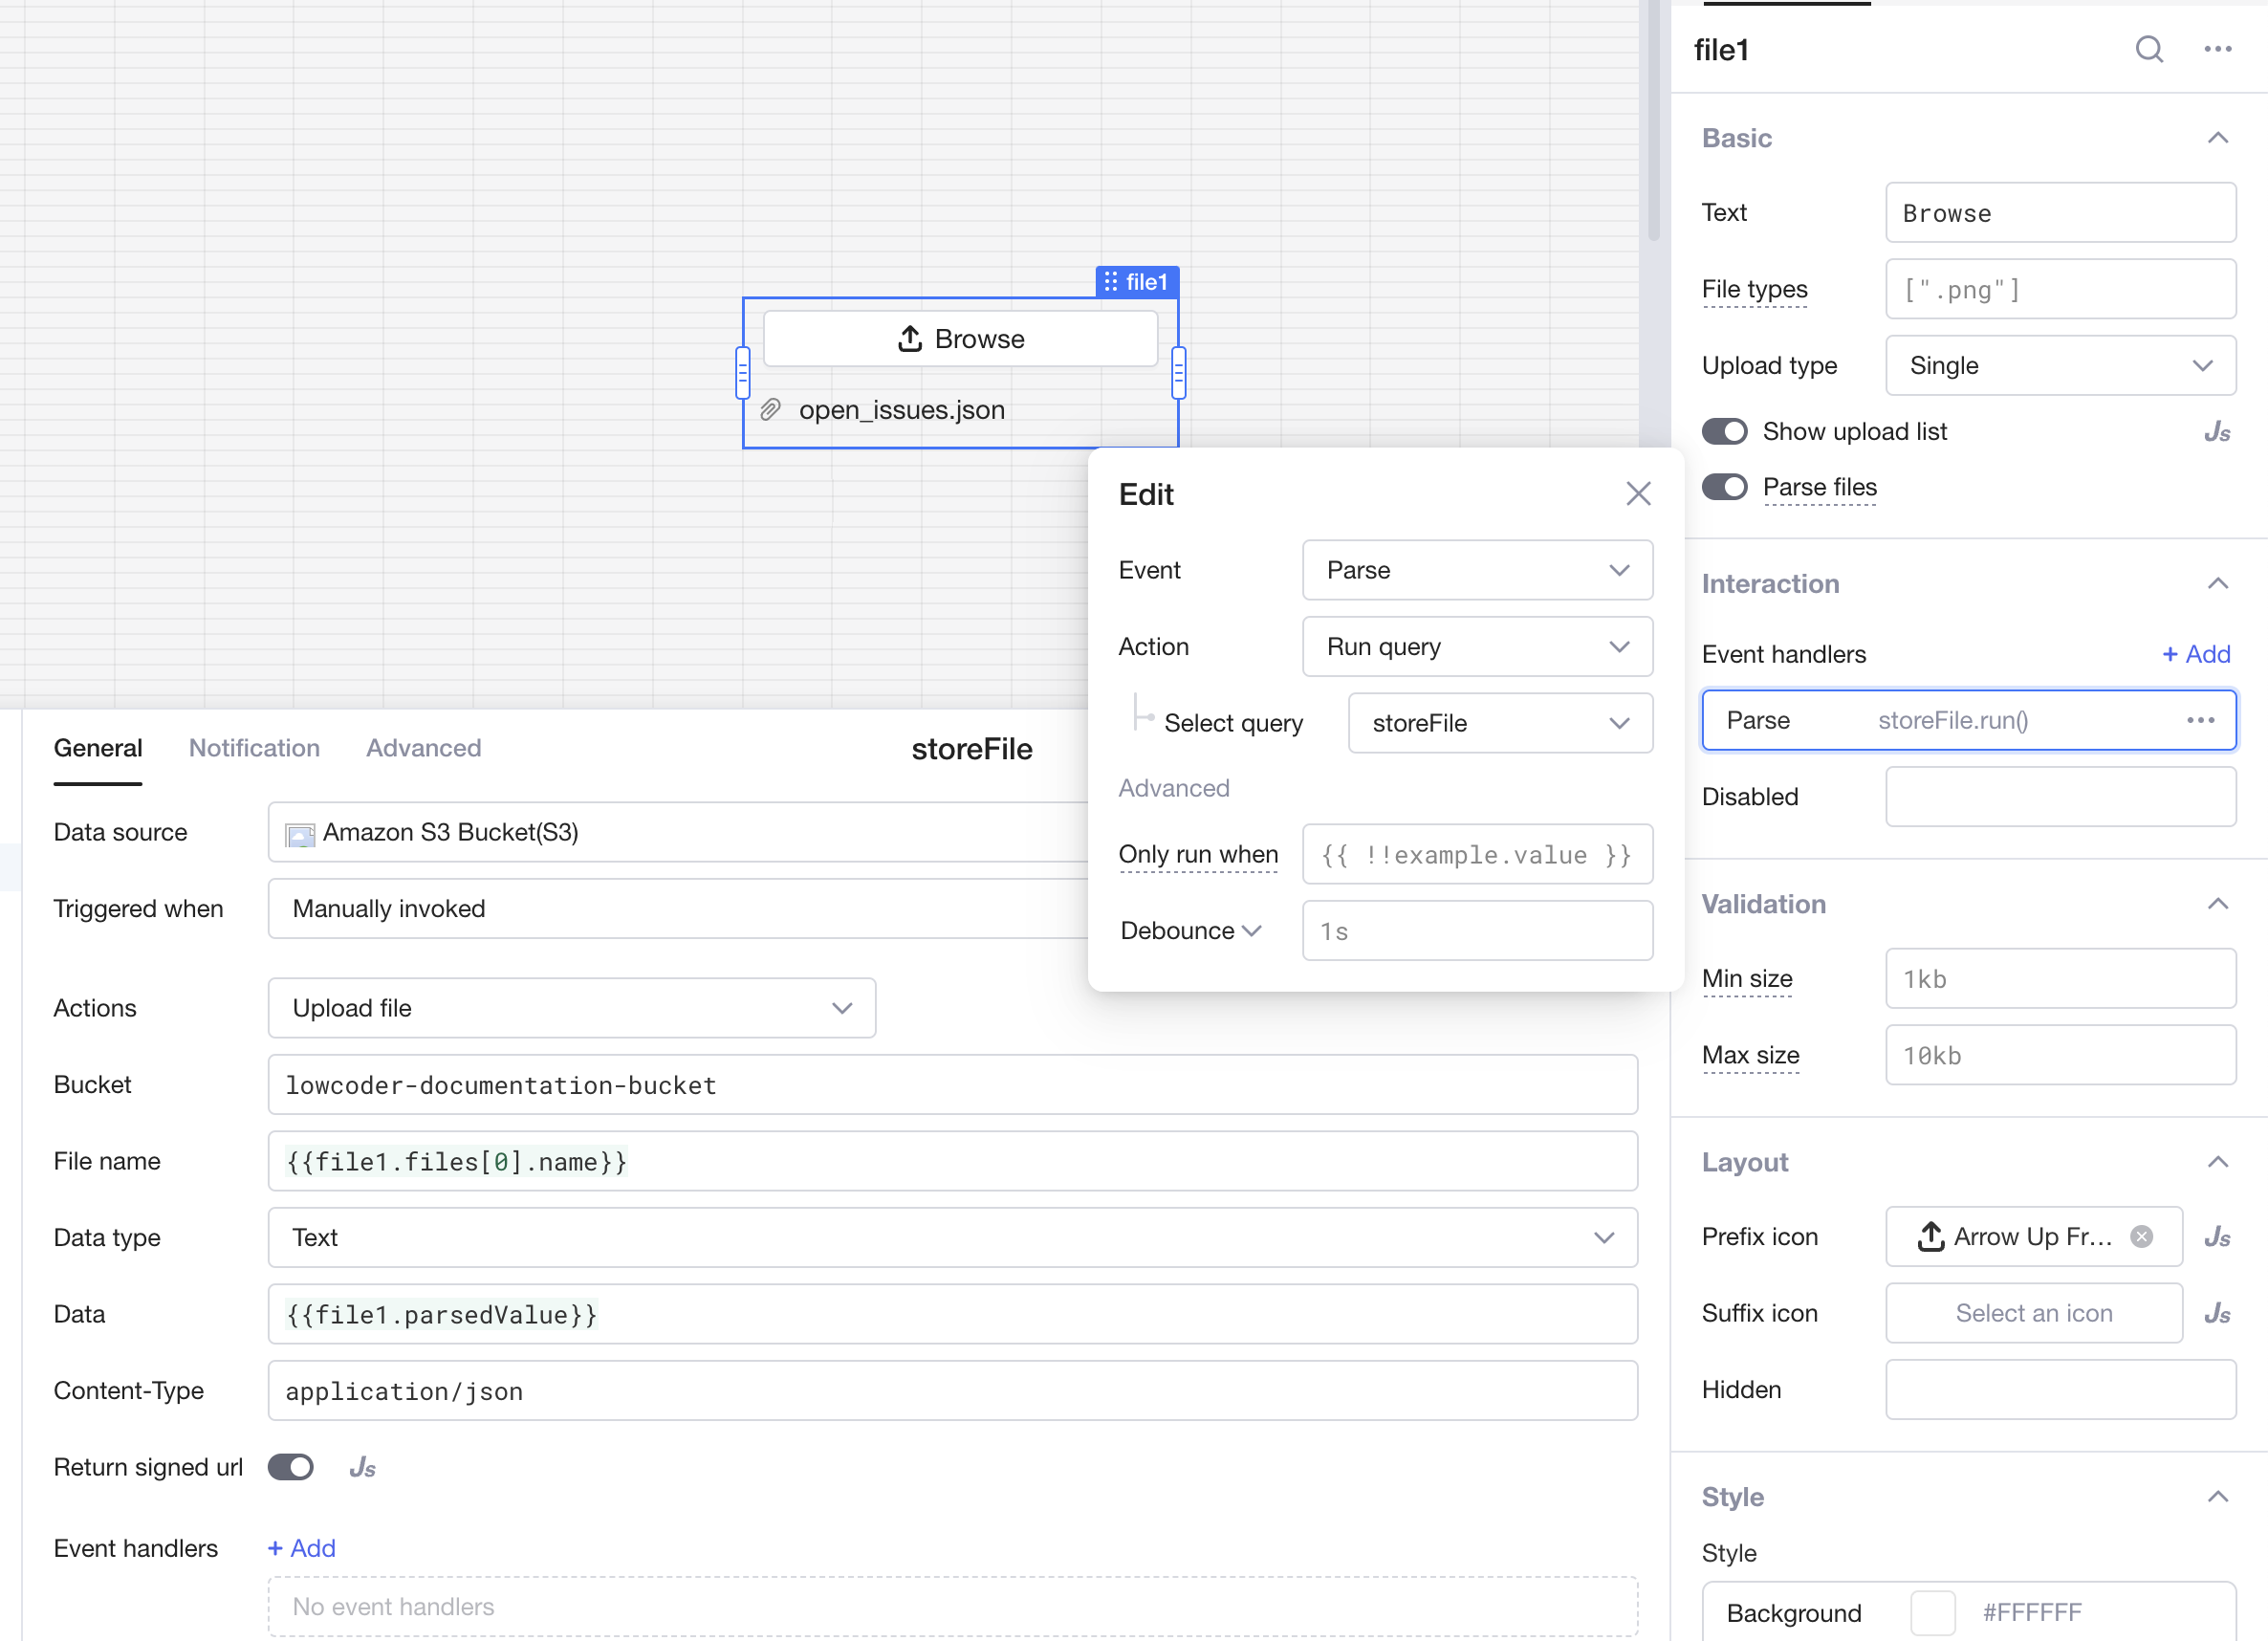 file1
Browse
open_issues.json
Edit
Event
Parse
Action
Run query
Select query
storeFile
Advanced
Only run when
{{ !!example.value }}
Debounce
1s
General
Notification
Advanced
storeFile
Data source
Amazon S3 Bucket(S3)
Triggered when
Manually invoked
Actions
Upload file
Bucket
lowcoder-documentation-bucket
File name
{{file1.files[0].name}}
Data type
Text
Data
{{file1.parsedValue}}
Content-Type
application/json
Return signed url
Js
Event handlers
+ Add
No event handlers
file1
Basic
Text
Browse
File types
[".png"]
Upload type
Single
Show upload list
Js
Parse files
Interaction
Event handlers
+ Add
Parse
storeFile.run()
Disabled
Validation
Min size
1kb
Max size
10kb
Layout
Prefix icon
Arrow Up Fr...
Js
Suffix icon
Select an icon
Js
Hidden
Style
Style
Background
#FFFFFF